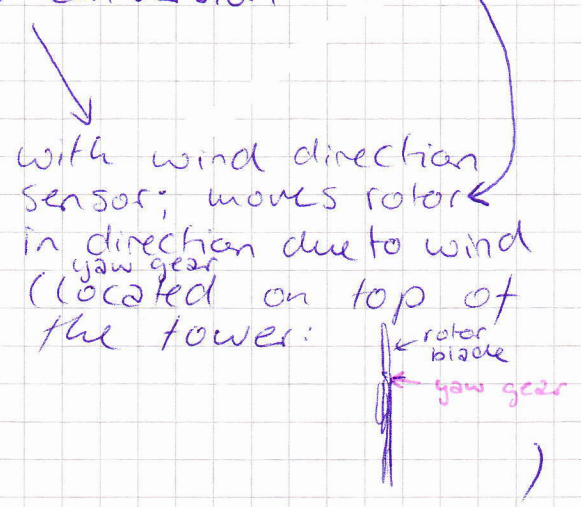 with wind direction
sensor; moves rotor
in direction due to wind
yaw gear
(located on top of
the tower:
rotor
blade
yaw gear
)